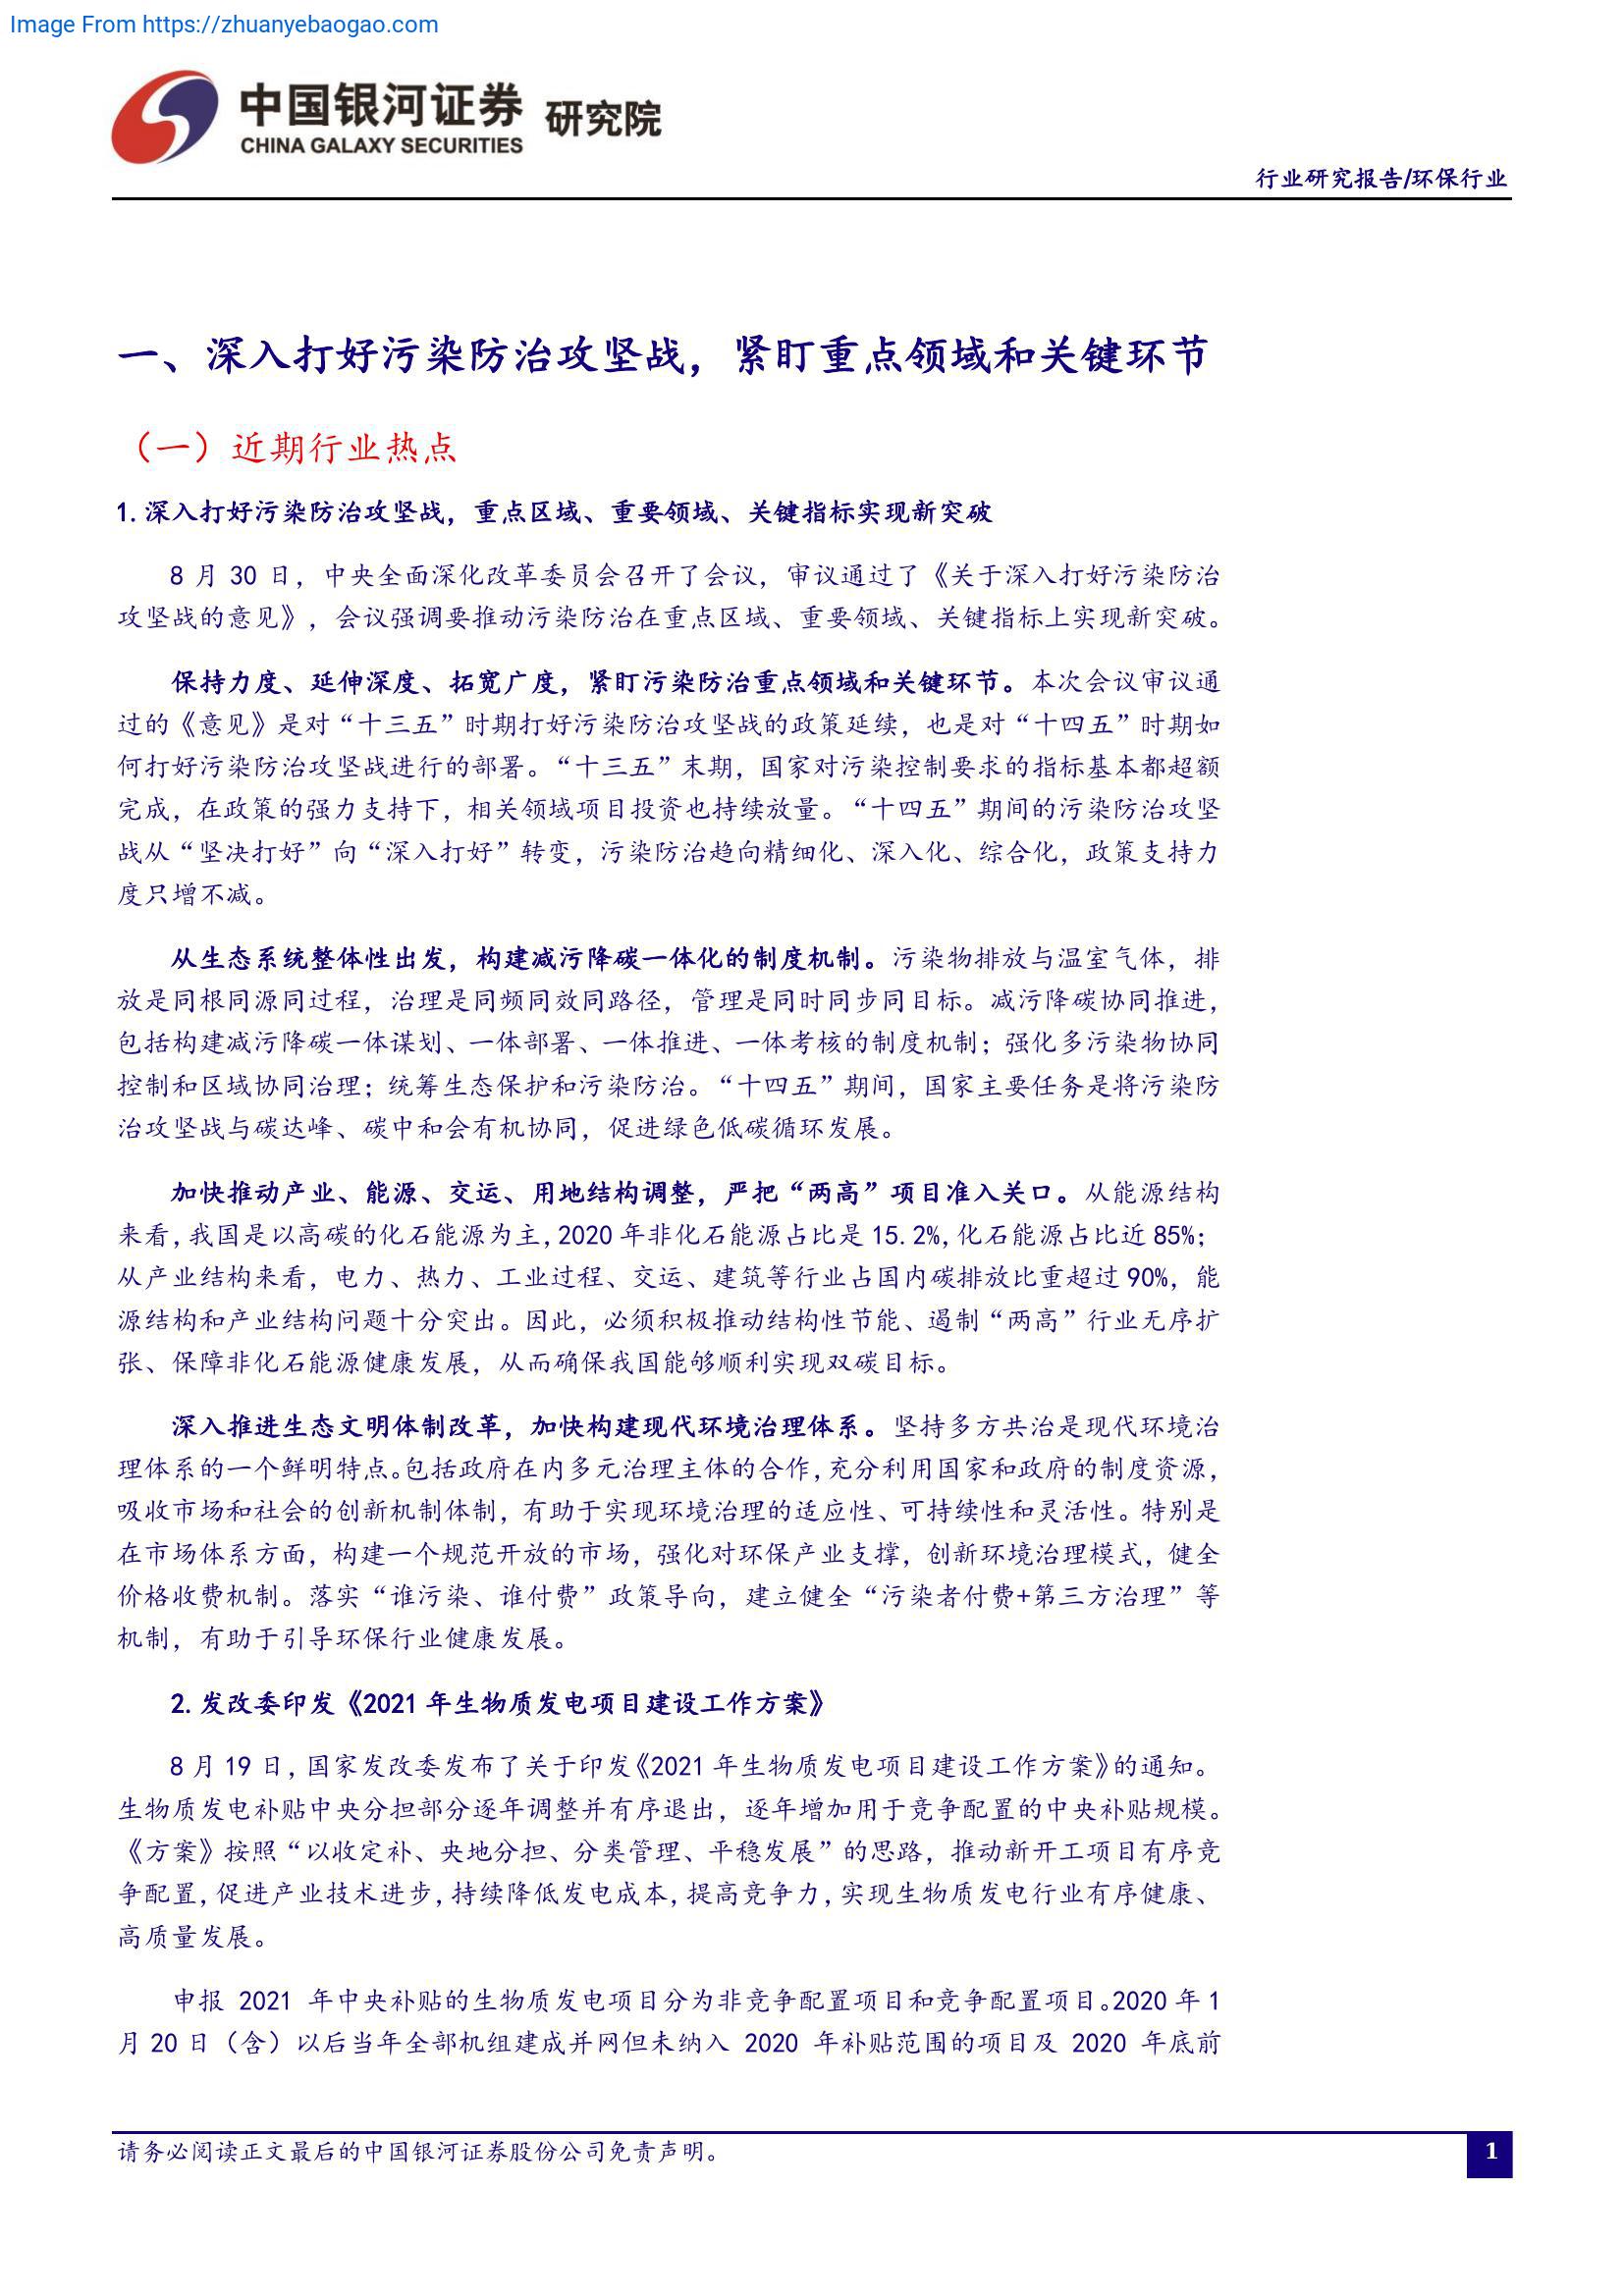 Image From https://zhuanyebaogao.com
中国银河证券 研究院
CHINA GALAXY SECURITIES
行业研究报告/环保行业
一、深入打好污染防治攻坚战，紧盯重点领域和关键环节
（一）近期行业热点
1.深入打好污染防治攻坚战，重点区域、重要领域、关键指标实现新突破
8 月 30 日，中央全面深化改革委员会召开了会议，审议通过了《关于深入打好污染防治
攻坚战的意见》，会议强调要推动污染防治在重点区域、重要领域、关键指标上实现新突破。
保持力度、延伸深度、拓宽广度，紧盯污染防治重点领域和关键环节。本次会议审议通
过的《意见》是对“十三五”时期打好污染防治攻坚战的政策延续，也是对“十四五”时期如
何打好污染防治攻坚战进行的部署。“十三五”末期，国家对污染控制要求的指标基本都超额
完成，在政策的强力支持下，相关领域项目投资也持续放量。“十四五”期间的污染防治攻坚
战从“坚决打好”向“深入打好”转变，污染防治趋向精细化、深入化、综合化，政策支持力
度只增不减。
从生态系统整体性出发，构建减污降碳一体化的制度机制。污染物排放与温室气体，排
放是同根同源同过程，治理是同频同效同路径，管理是同时同步同目标。减污降碳协同推进，
包括构建减污降碳一体谋划、一体部署、一体推进、一体考核的制度机制；强化多污染物协同
控制和区域协同治理；统筹生态保护和污染防治。“十四五”期间，国家主要任务是将污染防
治攻坚战与碳达峰、碳中和会有机协同，促进绿色低碳循环发展。
加快推动产业、能源、交运、用地结构调整，严把“两高”项目准入关口。从能源结构
来看,我国是以高碳的化石能源为主,2020 年非化石能源占比是 15.2%,化石能源占比近 85%；
从产业结构来看，电力、热力、工业过程、交运、建筑等行业占国内碳排放比重超过 90%，能
源结构和产业结构问题十分突出。因此，必须积极推动结构性节能、遏制“两高”行业无序扩
张、保障非化石能源健康发展，从而确保我国能够顺利实现双碳目标。
深入推进生态文明体制改革，加快构建现代环境治理体系。坚持多方共治是现代环境治
理体系的一个鲜明特点。包括政府在内多元治理主体的合作,充分利用国家和政府的制度资源，
吸收市场和社会的创新机制体制，有助于实现环境治理的适应性、可持续性和灵活性。特别是
在市场体系方面，构建一个规范开放的市场，强化对环保产业支撑，创新环境治理模式，健全
价格收费机制。落实“谁污染、谁付费”政策导向，建立健全“污染者付费+第三方治理”等
机制，有助于引导环保行业健康发展。
2.发改委印发《2021 年生物质发电项目建设工作方案》
8 月 19 日,国家发改委发布了关于印发《2021 年生物质发电项目建设工作方案》的通知。
生物质发电补贴中央分担部分逐年调整并有序退出，逐年增加用于竞争配置的中央补贴规模。
《方案》按照“以收定补、央地分担、分类管理、平稳发展”的思路，推动新开工项目有序竞
争配置,促进产业技术进步,持续降低发电成本,提高竞争力,实现生物质发电行业有序健康、
高质量发展。
申报 2021 年中央补贴的生物质发电项目分为非竞争配置项目和竞争配置项目。2020 年 1
月 20 日（含）以后当年全部机组建成并网但未纳入 2020 年补贴范围的项目及 2020 年底前
请务必阅读正文最后的中国银河证券股份公司免责声明。
1